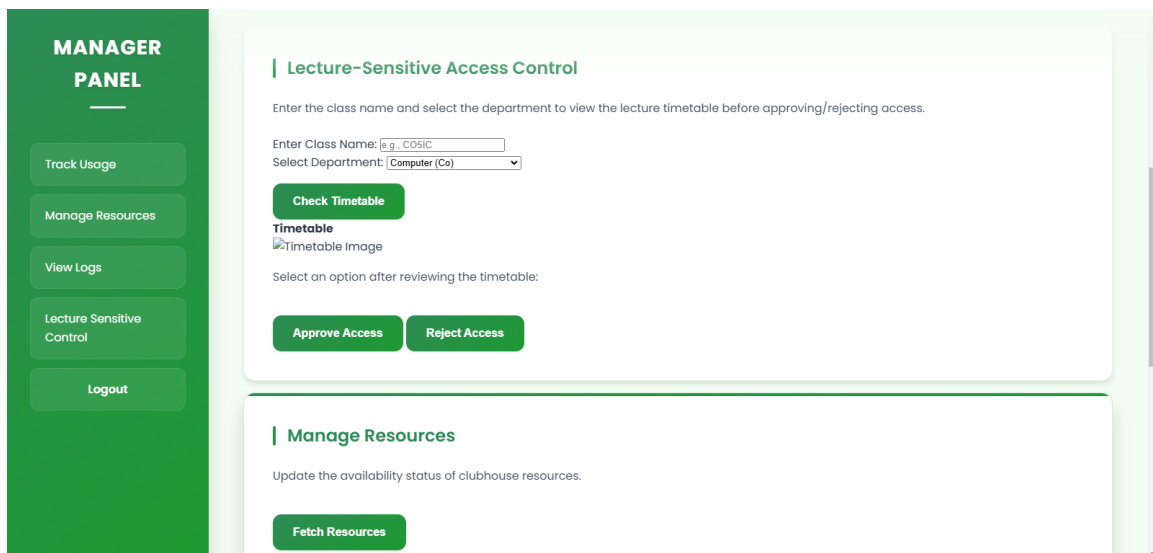 MANAGER
PANEL
Track Usage
Manage Resources
View Logs
Lecture Sensitive
Control
Logout
Lecture-Sensitive Access Control
Enter the class name and select the department to view the lecture timetable before approving/rejecting access.
Enter Class Name: e.g., CO5IC
Select Department: Computer (Co)
Check Timetable
Timetable
Timetable Image
Select an option after reviewing the timetable:
Approve Access Reject Access
Manage Resources
Update the availability status of clubhouse resources.
Fetch Resources